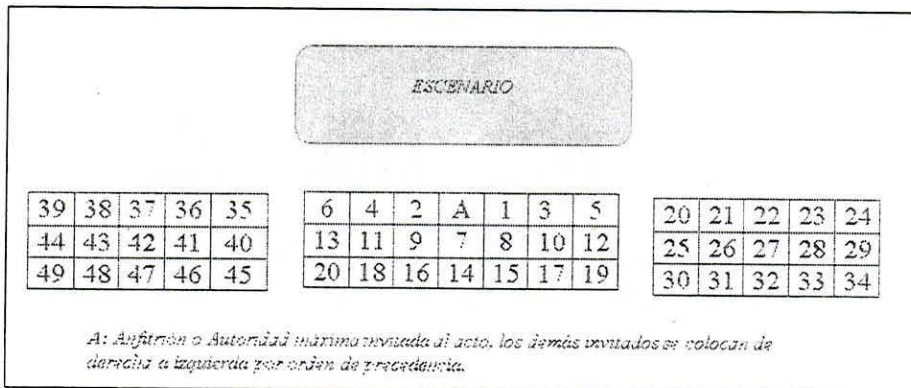 ESCENARIO
39 38 37 36 35 6 4 2 A 1 3 5 20 21 22 23 24
44 43 42 41 40 13 11 9 7 8 10 12 25 26 27 28 29
49 48 47 46 45 20 18 16 14 15 17 19 30 31 32 33 34
A: Anfitrión o Autoridad máxima invitada al acto, los demás invitados se colocan de
derecha a izquierda por orden de precedencia.